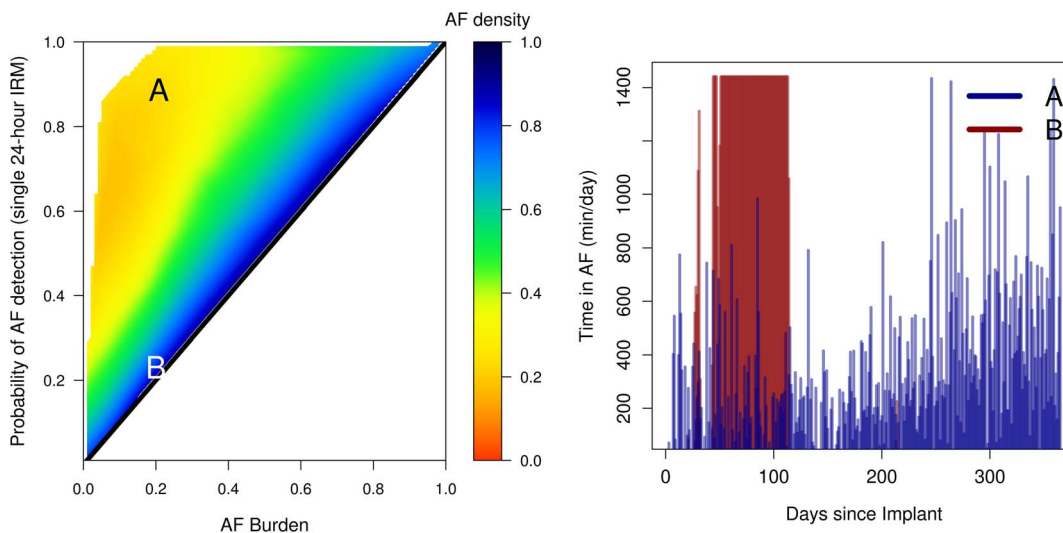 AF density
Probability of AF detection (single 24-hour IRM)
1.0
0.8
0.6
0.4
0.2
A
B
0.0 0.2 0.4 0.6 0.8 1.0
AF Burden
1.0
0.8
0.6
0.4
0.2
0.0
Time in AF (min/day)
1400
1000
800
600
400
200
A
B
0 100 200 300
Days since Implant